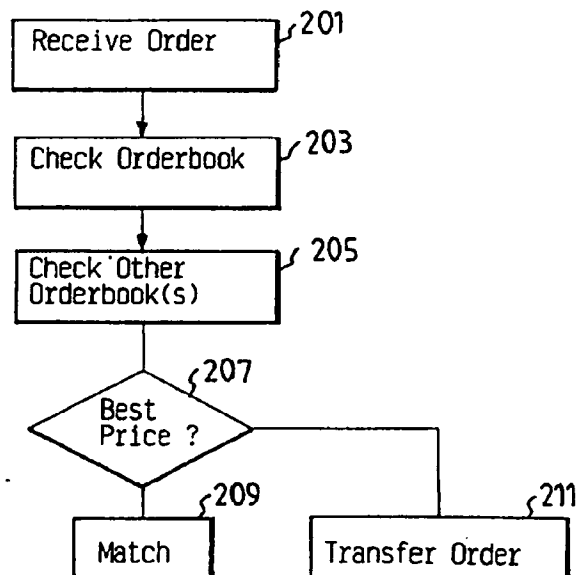 Receive Order
201
Check Orderbook
203
Check Other
Orderbook(s)
205
207
Best
Price ?
209
Match
211
Transfer Order